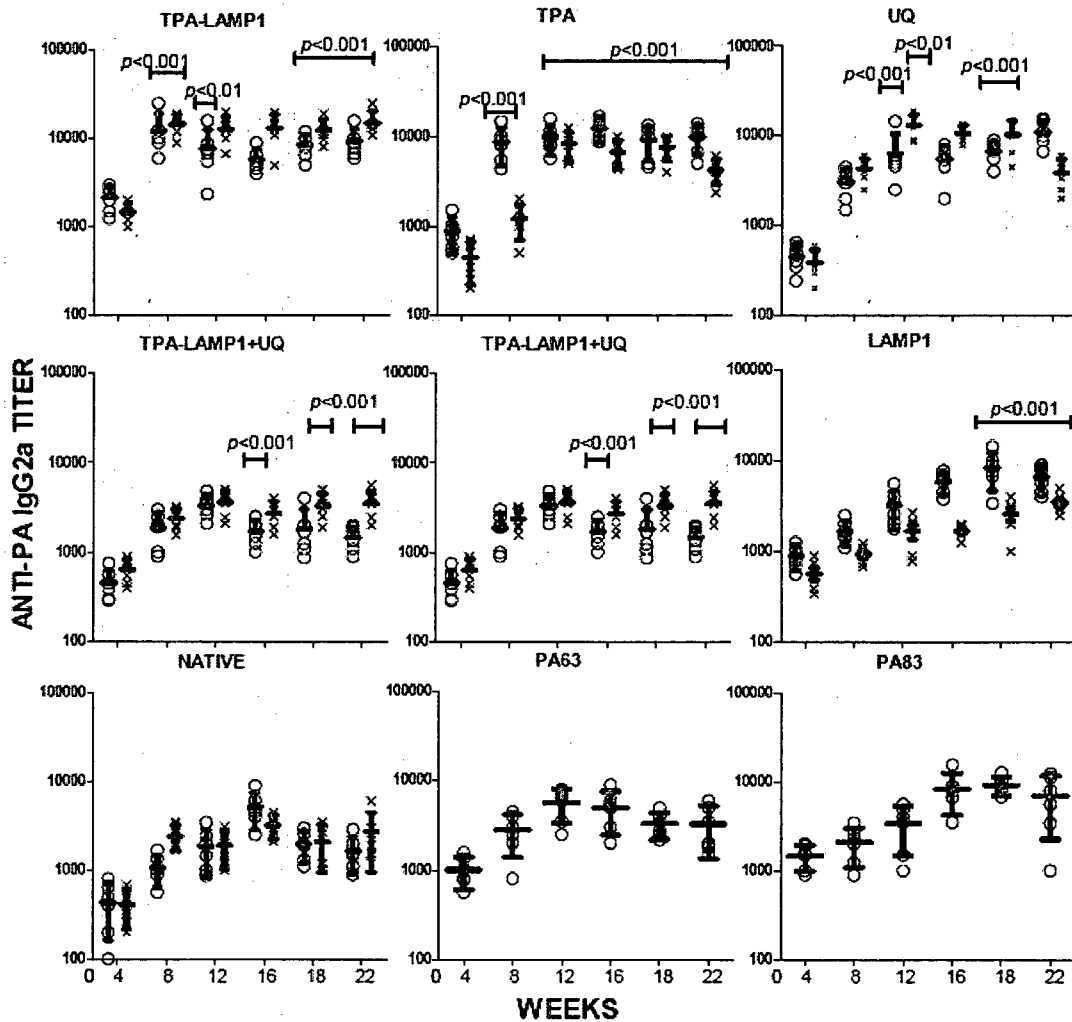 TPA-LAMP1 TPA UQ
100000 100000 100000
p<0.001 p<0.001 p<0.001 p<0.01
p<0.01 p<0.001 p<0.001 p<0.001
10000 10000 10000
1000 1000 1000
100 100 100
TPA-LAMP1+UQ TPA-LAMP1+UQ LAMP1
100000 100000 100000
p<0.001 p<0.001 p<0.001
p<0.001 p<0.001
10000 10000 10000
1000 1000 1000
100 100 100
NATIVE PA63 PA83
100000 100000 100000
10000 10000 10000
1000 1000 1000
100 100 100
0 4 8 12 16 18 22 0 4 8 12 16 18 22 0 4 8 12 16 18 22
ANTI-PA IgG2a TITER
WEEKS